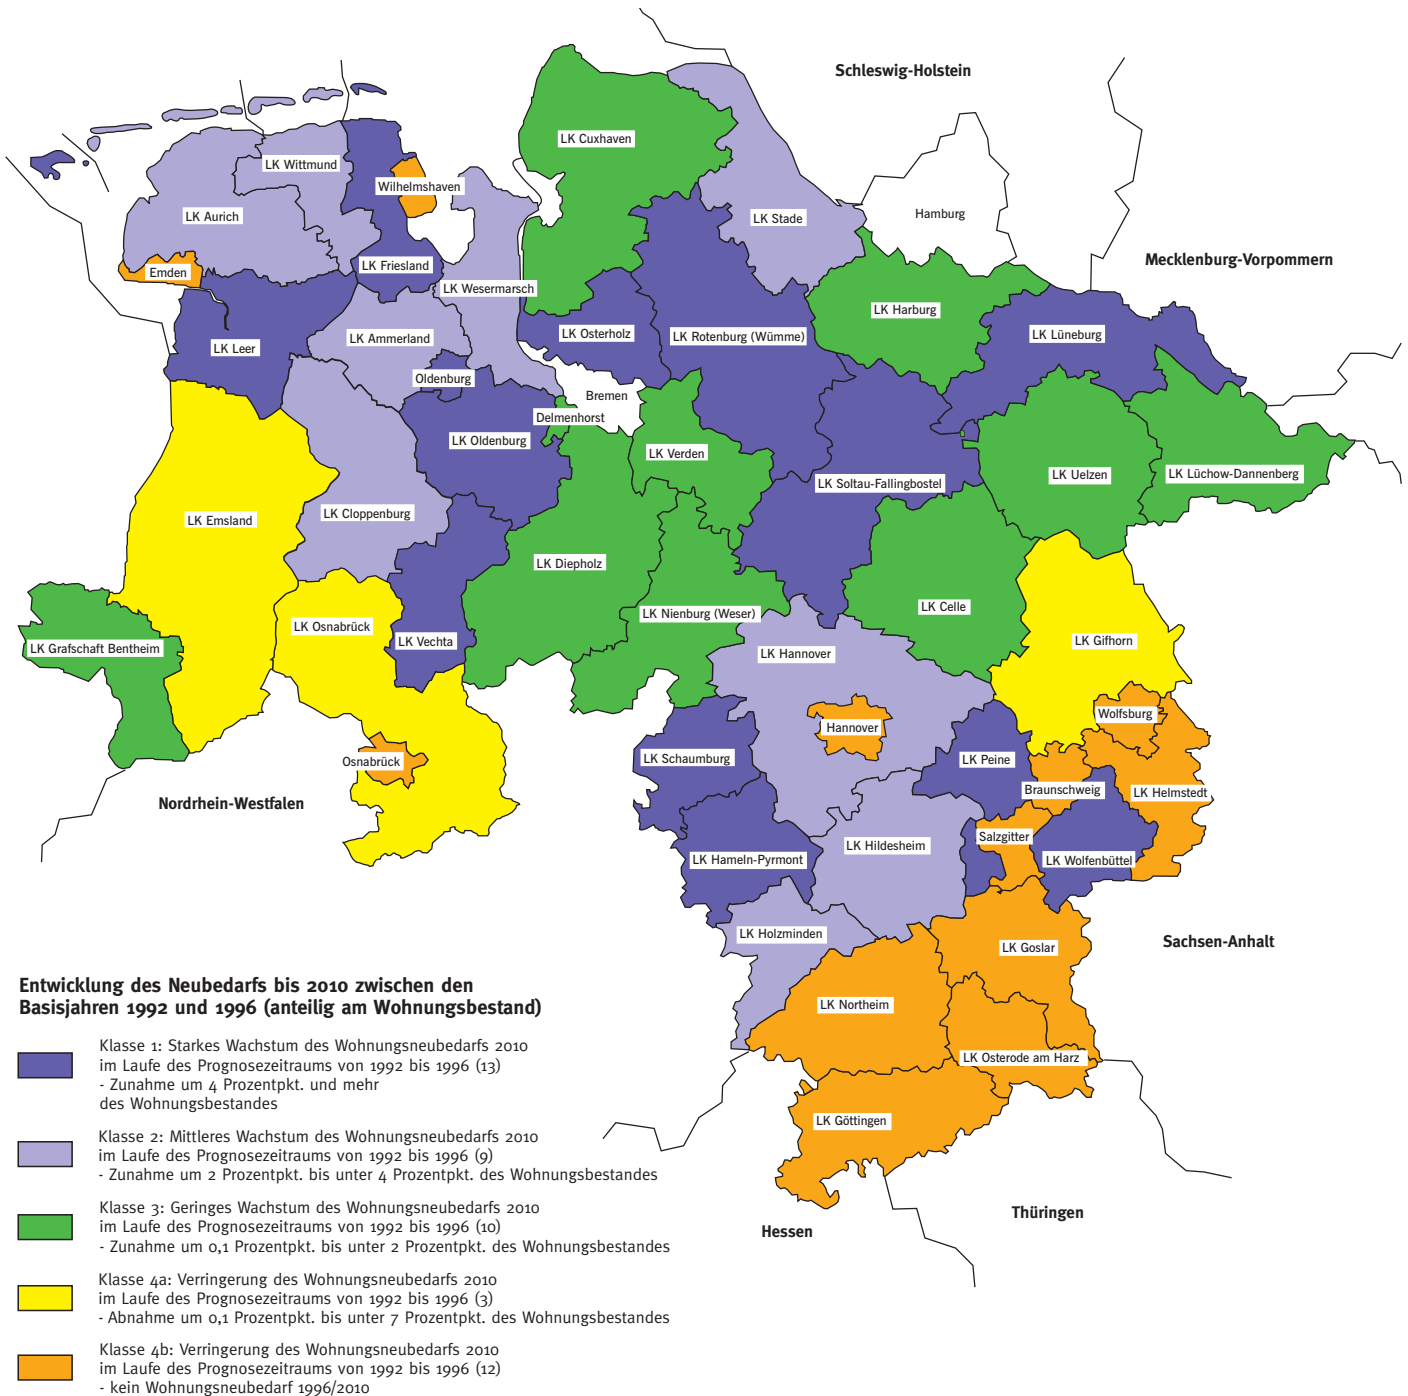 Schleswig-Holstein
LK Cuxhaven
LK Wittmund
Wilhelmshaven
LK Aurich
LK Stade
Hamburg
Mecklenburg-Vorpommern
Emden
LK Friesland
LK Wesermarsch
LK Harburg
LK Osterholz
LK Rotenburg (Wümme)
LK Lüneburg
LK Ammerland
LK Leer
Oldenburg
Bremen
Delmenhorst
LK Oldenburg
LK Verden
LK Uelzen
LK Lüchow-Dannenberg
LK Soltau-Fallingbostel
LK Cloppenburg
LK Emsland
LK Diepholz
LK Celle
LK Nienburg (Weser)
LK Osnabrück
LK Vechta
LK Gifhorn
LK Grafschaft Bentheim
LK Hannover
Wolfsburg
Hannover
LK Schaumburg
LK Peine
Osnabrück
Braunschweig
LK Helmstedt
Nordrhein-Westfalen
Salzgitter
LK Hildesheim
LK Hameln-Pyrmont
LK Wolfenbüttel
LK Holzminden
LK Goslar
Sachsen-Anhalt
LK Northeim
LK Osterode am Harz
LK Göttingen
Thüringen
Hessen
Entwicklung des Neubedarfs bis 2010 zwischen den
Basisjahren 1992 und 1996 (anteilig am Wohnungsbestand)
Klasse 1: Starkes Wachstum des Wohnungsneubedarfs 2010
im Laufe des Prognosezeitraums von 1992 bis 1996 (13)
- Zunahme um 4 Prozentpkt. und mehr
des Wohnungsbestandes
Klasse 2: Mittleres Wachstum des Wohnungsneubedarfs 2010
im Laufe des Prognosezeitraums von 1992 bis 1996 (9)
- Zunahme um 2 Prozentpkt. bis unter 4 Prozentpkt. des Wohnungsbestandes
Klasse 3: Geringes Wachstum des Wohnungsneubedarfs 2010
im Laufe des Prognosezeitraums von 1992 bis 1996 (10)
- Zunahme um 0,1 Prozentpkt. bis unter 2 Prozentpkt. des Wohnungsbestandes
Klasse 4a: Verringerung des Wohnungsneubedarfs 2010
im Laufe des Prognosezeitraums von 1992 bis 1996 (3)
- Abnahme um 0,1 Prozentpkt. bis unter 7 Prozentpkt. des Wohnungsbestandes
Klasse 4b: Verringerung des Wohnungsneubedarfs 2010
im Laufe des Prognosezeitraums von 1992 bis 1996 (12)
- kein Wohnungsneubedarf 1996/2010